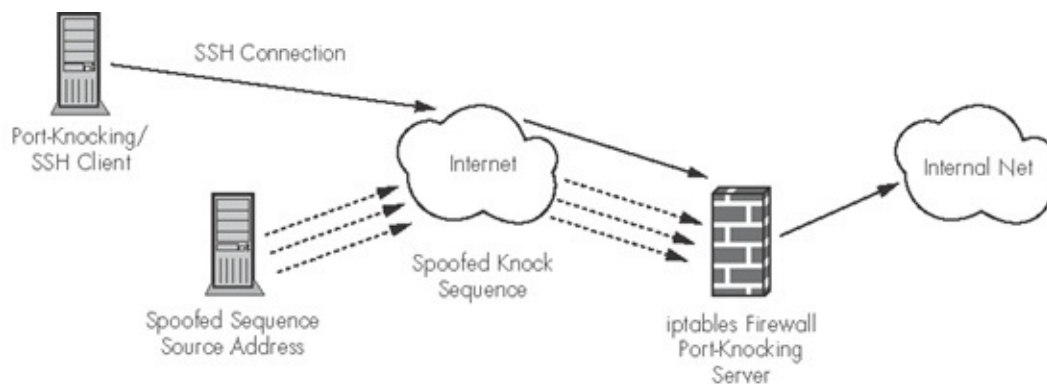 SSH Connection
Port-Knocking/
SSH Client
Internet
Internal Net
Spoofed Knock
Sequence
Spoofed Sequence
Source Address
iptables Firewall
Port-Knocking
Server